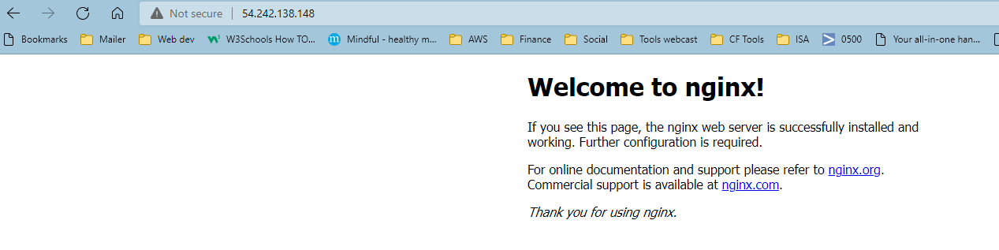 Not secure 54.242.138.148
Bookmarks Mailer Web dev W3Schools How TO... Mindful - healthy m... AWS Finance Social Tools webcast CF Tools ISA 0500 Your all-in-one han...
Welcome to nginx!
If you see this page, the nginx web server is successfully installed and
working. Further configuration is required.
For online documentation and support please refer to nginx.org.
Commercial support is available at nginx.com.
Thank you for using nginx.